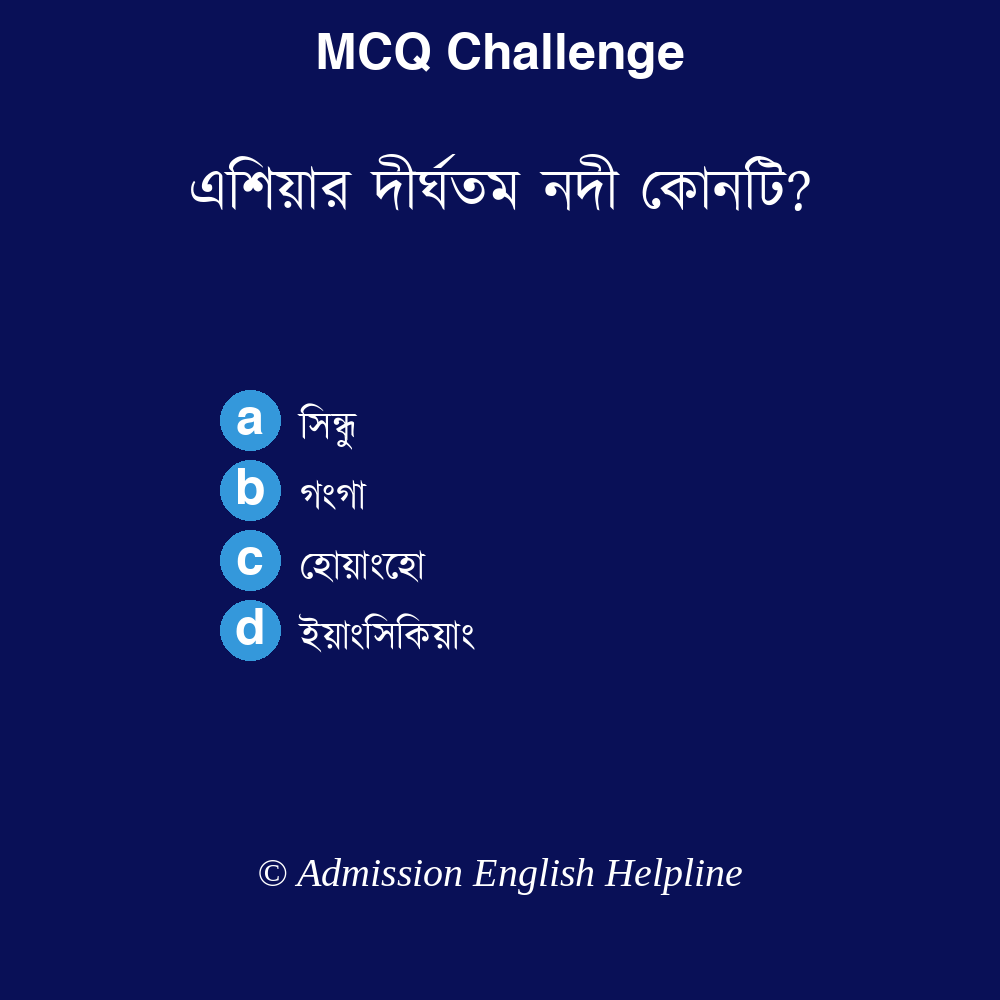 MCQ Challenge
এশিয়ার দীর্ঘতম নদী কোনটি?
a সিন্ধু
b গংগা
c হোয়াংহো
d ইয়াংসিকিয়াং
© Admission English Helpline